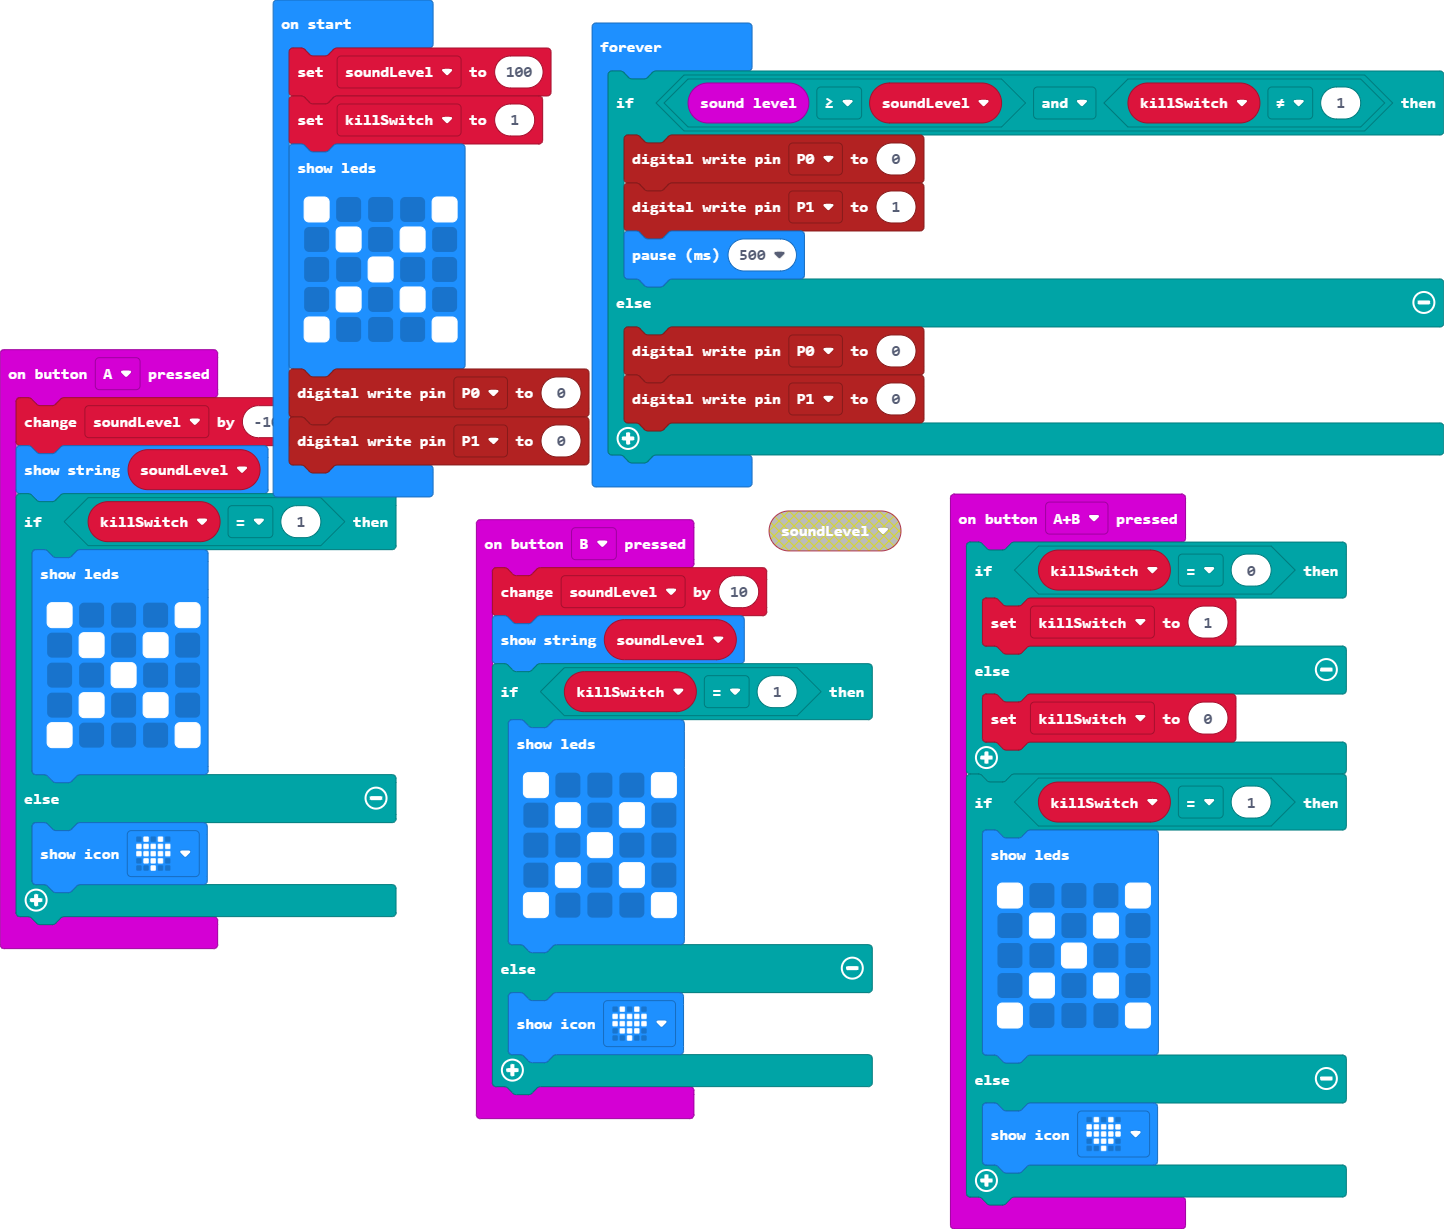 on start
set soundLevel to 100
set killSwitch to 1
show leds
digital write pin P0 to 0
digital write pin P1 to 0
forever
if sound level ≥ soundLevel and killSwitch ≠ 1 then
digital write pin P0 to 0
digital write pin P1 to 1
pause (ms) 500
else
digital write pin P0 to 0
digital write pin P1 to 0
on button A pressed
change soundLevel by
show string soundLevel
if killSwitch = 1 then
show leds
else
show icon
on button B pressed
change soundLevel by 10
show string soundLevel
if killSwitch = 1 then
show leds
else
show icon
soundLevel
on button A+B pressed
if killSwitch = 0 then
set killSwitch to 1
else
set killSwitch to 0
if killSwitch = 1 then
show leds
else
show icon